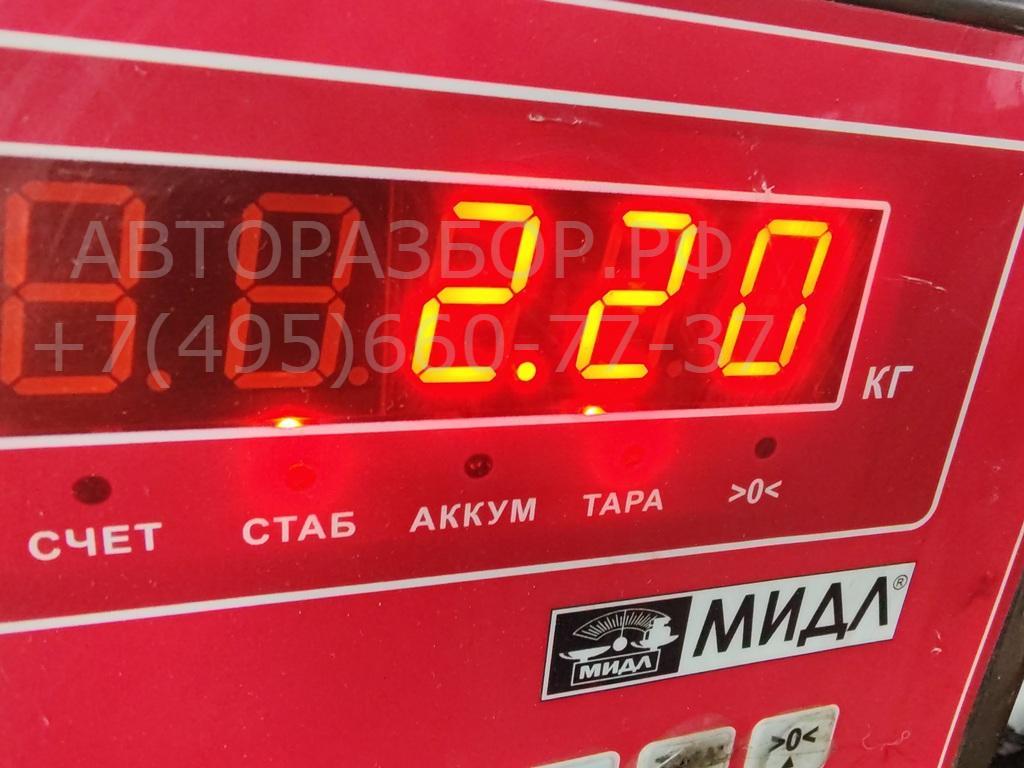 АВТОРАЗБОР.РФ
+7(495)660-77-37
2.20
КГ
СЧЕТ СТАБ АККУМ ТАРА >0<
МИДЛ МИДЛ®
>0<